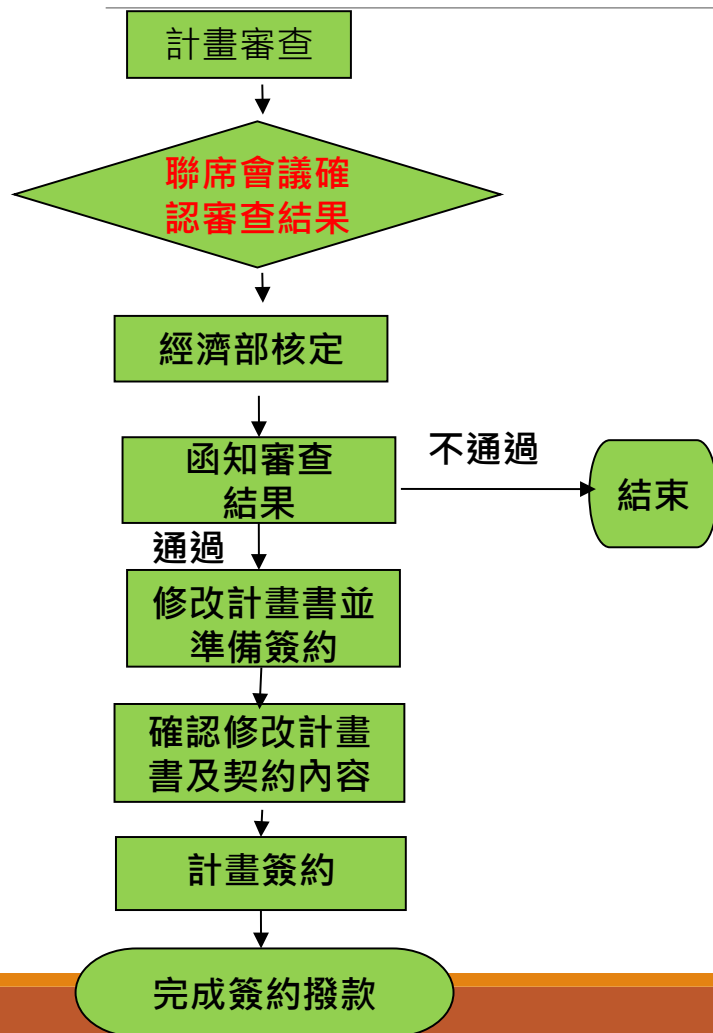 計畫審查
聯席會議確
認審查結果
經濟部核定
函知審查
結果
不通過
結束
通過
修改計畫書並
準備簽約
確認修改計畫
書及契約內容
計畫簽約
完成簽約撥款